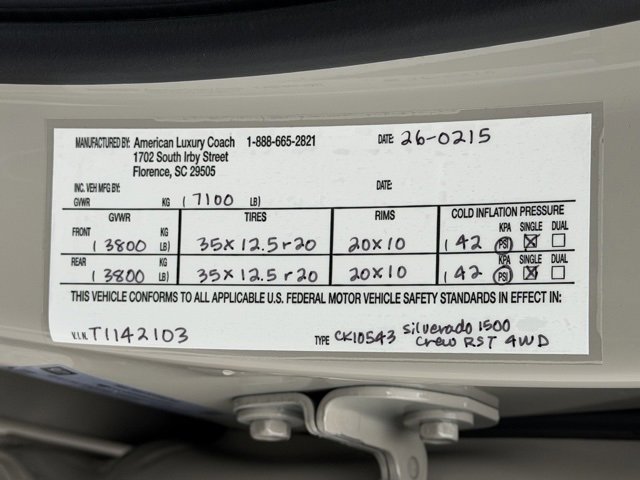 MANUFACTURED BY: American Luxury Coach 1-888-665-2821 DATE: 26-0215
1702 South Irby Street
Florence, SC 29505
INC. VEH MFG BY: DATE:
GVWR KG ( 7100 LB)
GVWR TIRES RIMS COLD INFLATION PRESSURE
FRONT KG KPA SINGLE DUAL
( 3800 LB) 35x12.5r20 20x10 ( 42 PSI)
REAR KG KPA SINGLE DUAL
( 3800 LB) 35x12.5r20 20x10 ( 42 PSI)
THIS VEHICLE CONFORMS TO ALL APPLICABLE U.S. FEDERAL MOTOR VEHICLE SAFETY STANDARDS IN EFFECT IN:
V.I.N. T1142103 TYPE CK10543 Silverado 1500
Crew RST 4WD